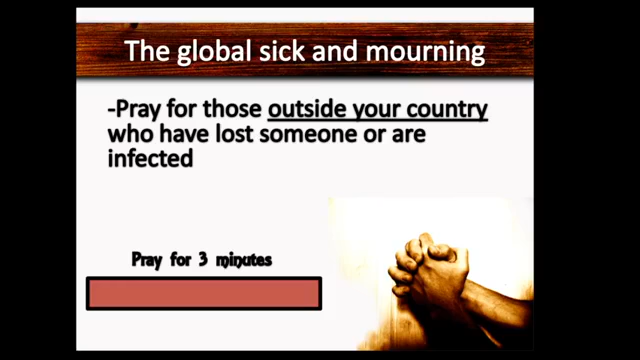 The global sick and mourning
-Pray for those outside your country
who have lost someone or are
infected
Pray for 3 minutes